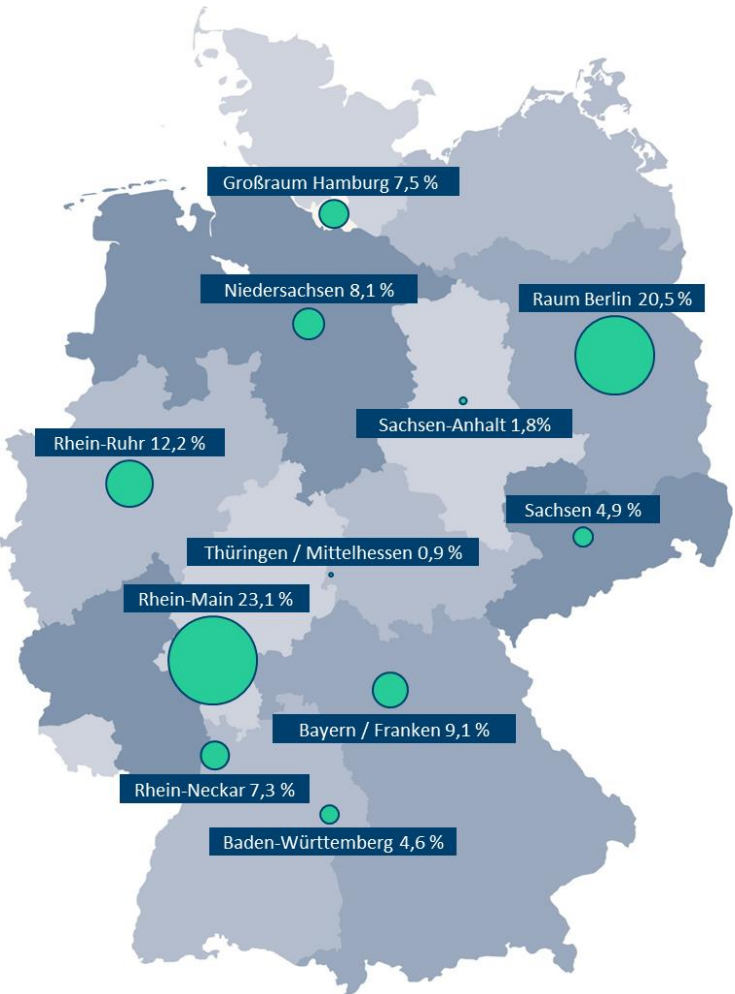 Großraum Hamburg 7,5 %
Niedersachsen 8,1 %
Raum Berlin 20,5 %
Sachsen-Anhalt 1,8%
Rhein-Ruhr 12,2 %
Sachsen 4,9 %
Thüringen / Mittelhessen 0,9 %
Rhein-Main 23,1 %
Bayern / Franken 9,1 %
Rhein-Neckar 7,3 %
Baden-Württemberg 4,6 %